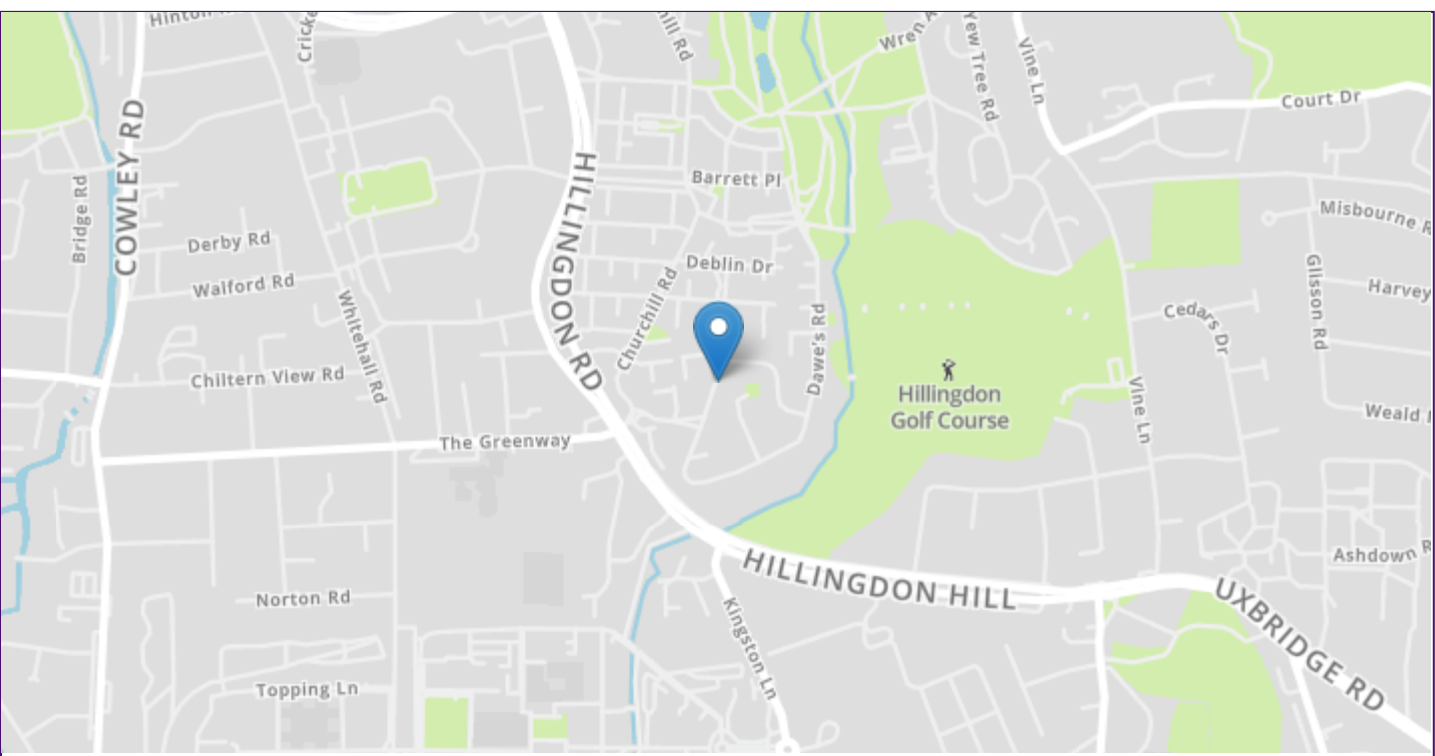 Hinton
Cricke
hill Rd
Wren A
Yew Tree Rd
Vine Ln
Court Dr
COWLEY RD
Bridge Rd
HILLINGDON RD
Barrett Pl
Misbourne R
Derby Rd
Deblin Dr
Walford Rd
Glisson Rd
Harvey
Whitehall Rd
Churchill Rd
Dawe's Rd
Cedars Dr
Chiltern View Rd
Hillingdon
Golf Course
Vine Ln
Weald
The Greenway
Ashdown R
HILLINGDON HILL
UXBRIDGE RD
Norton Rd
Kingston Ln
Topping Ln